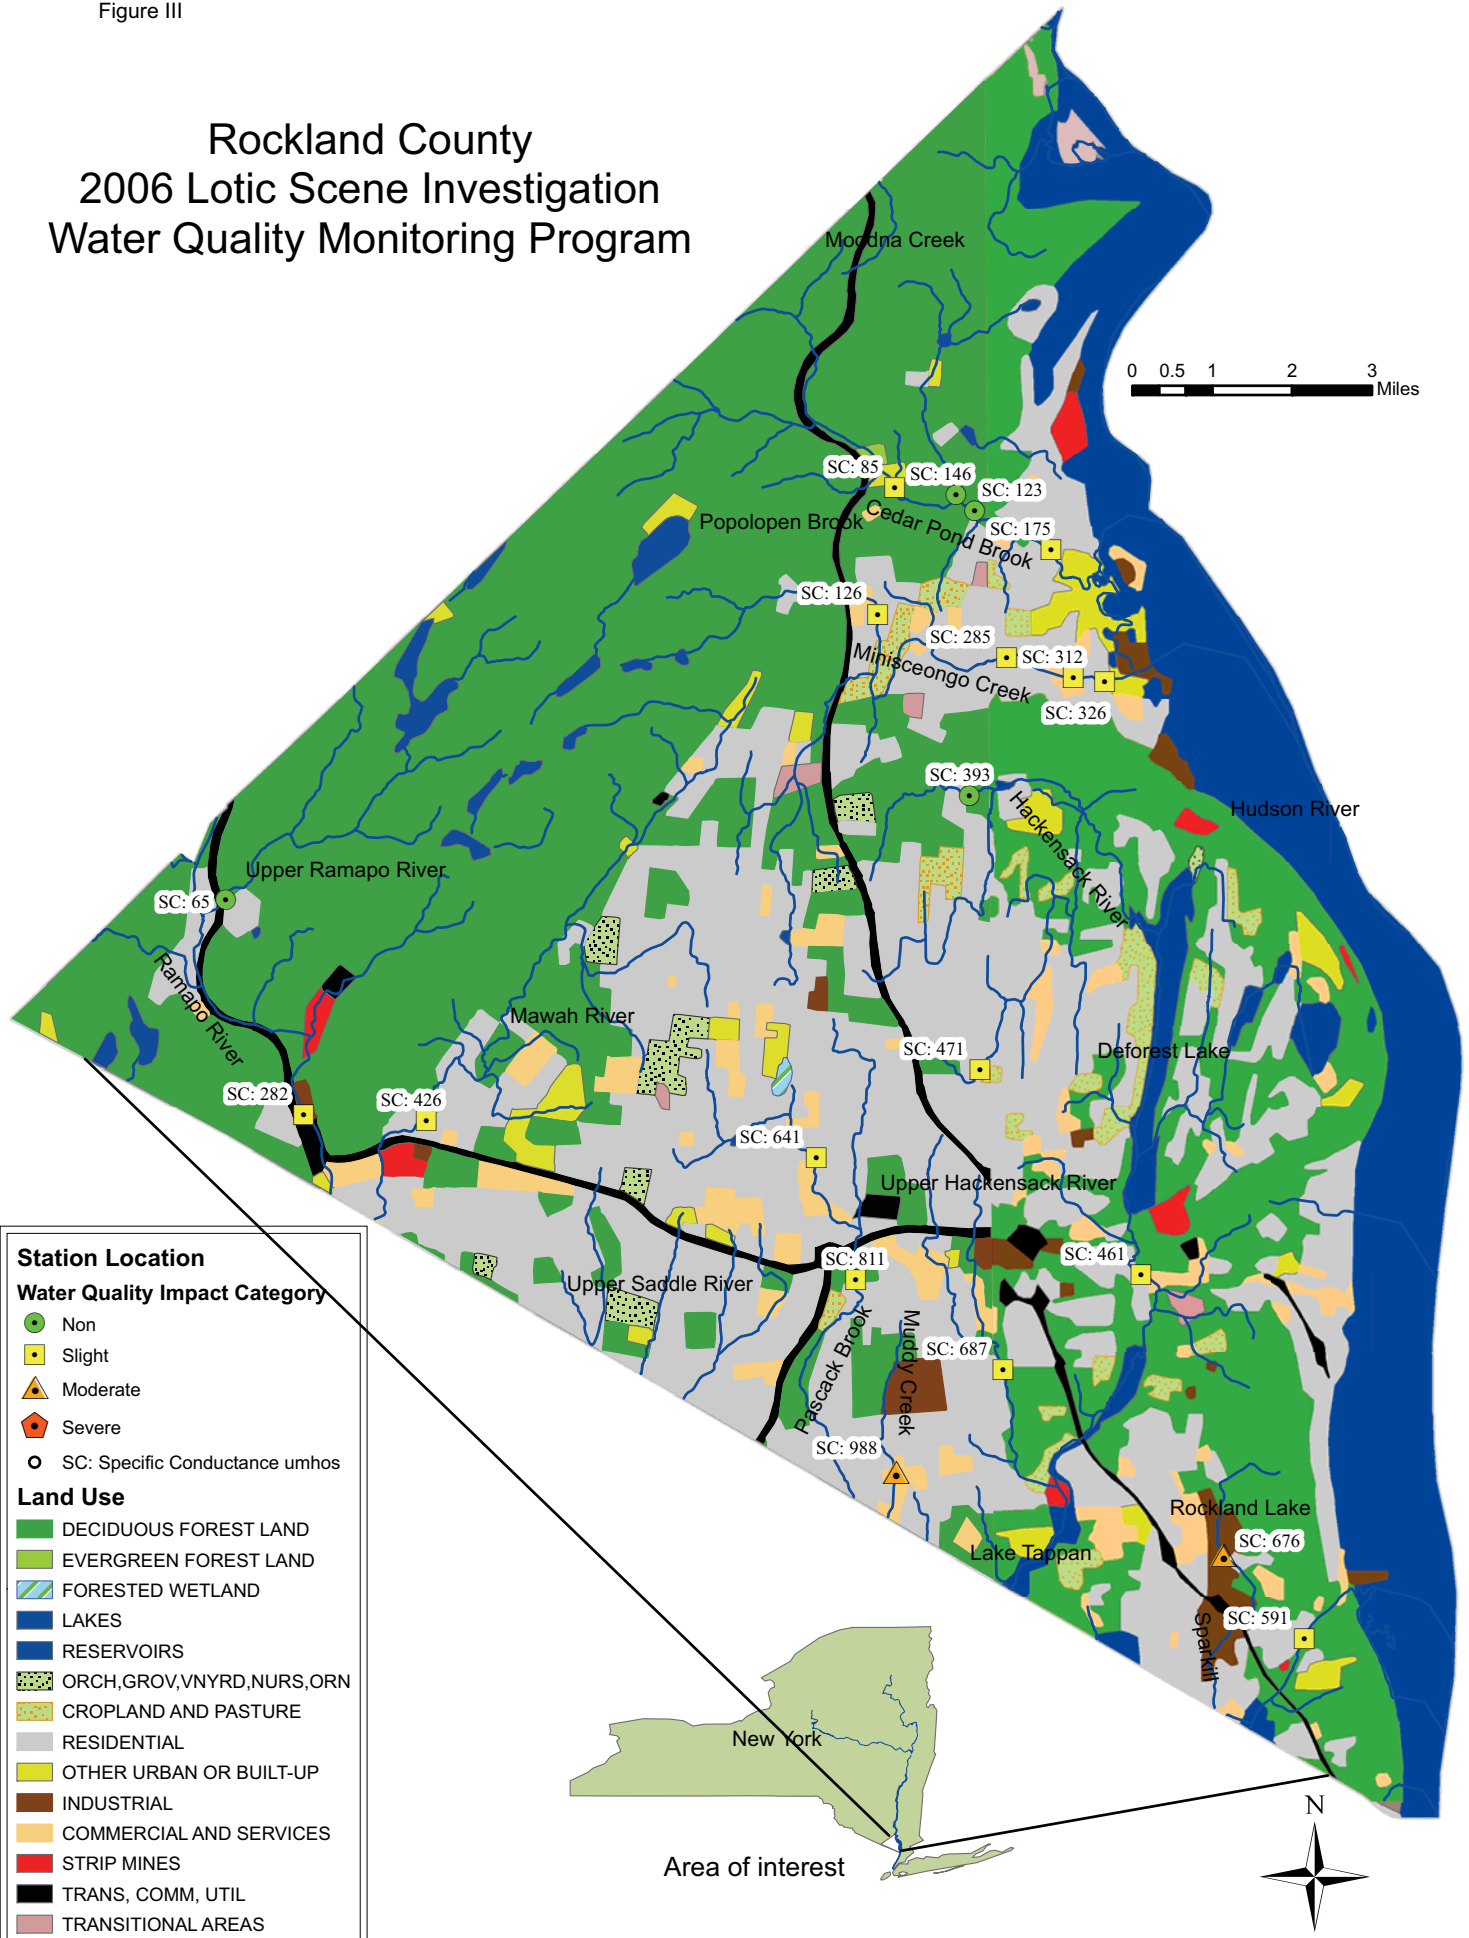 Figure III
Rockland County
2006 Lotic Scene Investigation
Water Quality Monitoring Program
Moodna Creek
0 0.5 1 2 3
Miles
SC: 85
SC: 146
SC: 123
Popolopen Brook
Cedar Pond Brook
SC: 175
SC: 126
SC: 285
Minisceongo Creek
SC: 312
SC: 326
SC: 393
Hackensack River
Hudson River
Upper Ramapo River
SC: 65
Ramapo River
Mawah River
SC: 471
Deforest Lake
SC: 282
SC: 426
SC: 641
Upper Hackensack River
SC: 811
SC: 461
Upper Saddle River
Pascack Brook
Muddy Creek
SC: 687
SC: 988
Rockland Lake
SC: 676
Lake Tappan
SC: 591
Sparkill
Station Location
Water Quality Impact Category
Non
Slight
Moderate
Severe
SC: Specific Conductance umhos
Land Use
DECIDUOUS FOREST LAND
EVERGREEN FOREST LAND
FORESTED WETLAND
LAKES
RESERVOIRS
ORCH,GROV,VNYRD,NURS,ORN
CROPLAND AND PASTURE
RESIDENTIAL
OTHER URBAN OR BUILT-UP
INDUSTRIAL
COMMERCIAL AND SERVICES
STRIP MINES
TRANS, COMM, UTIL
TRANSITIONAL AREAS
New York
Area of interest
N